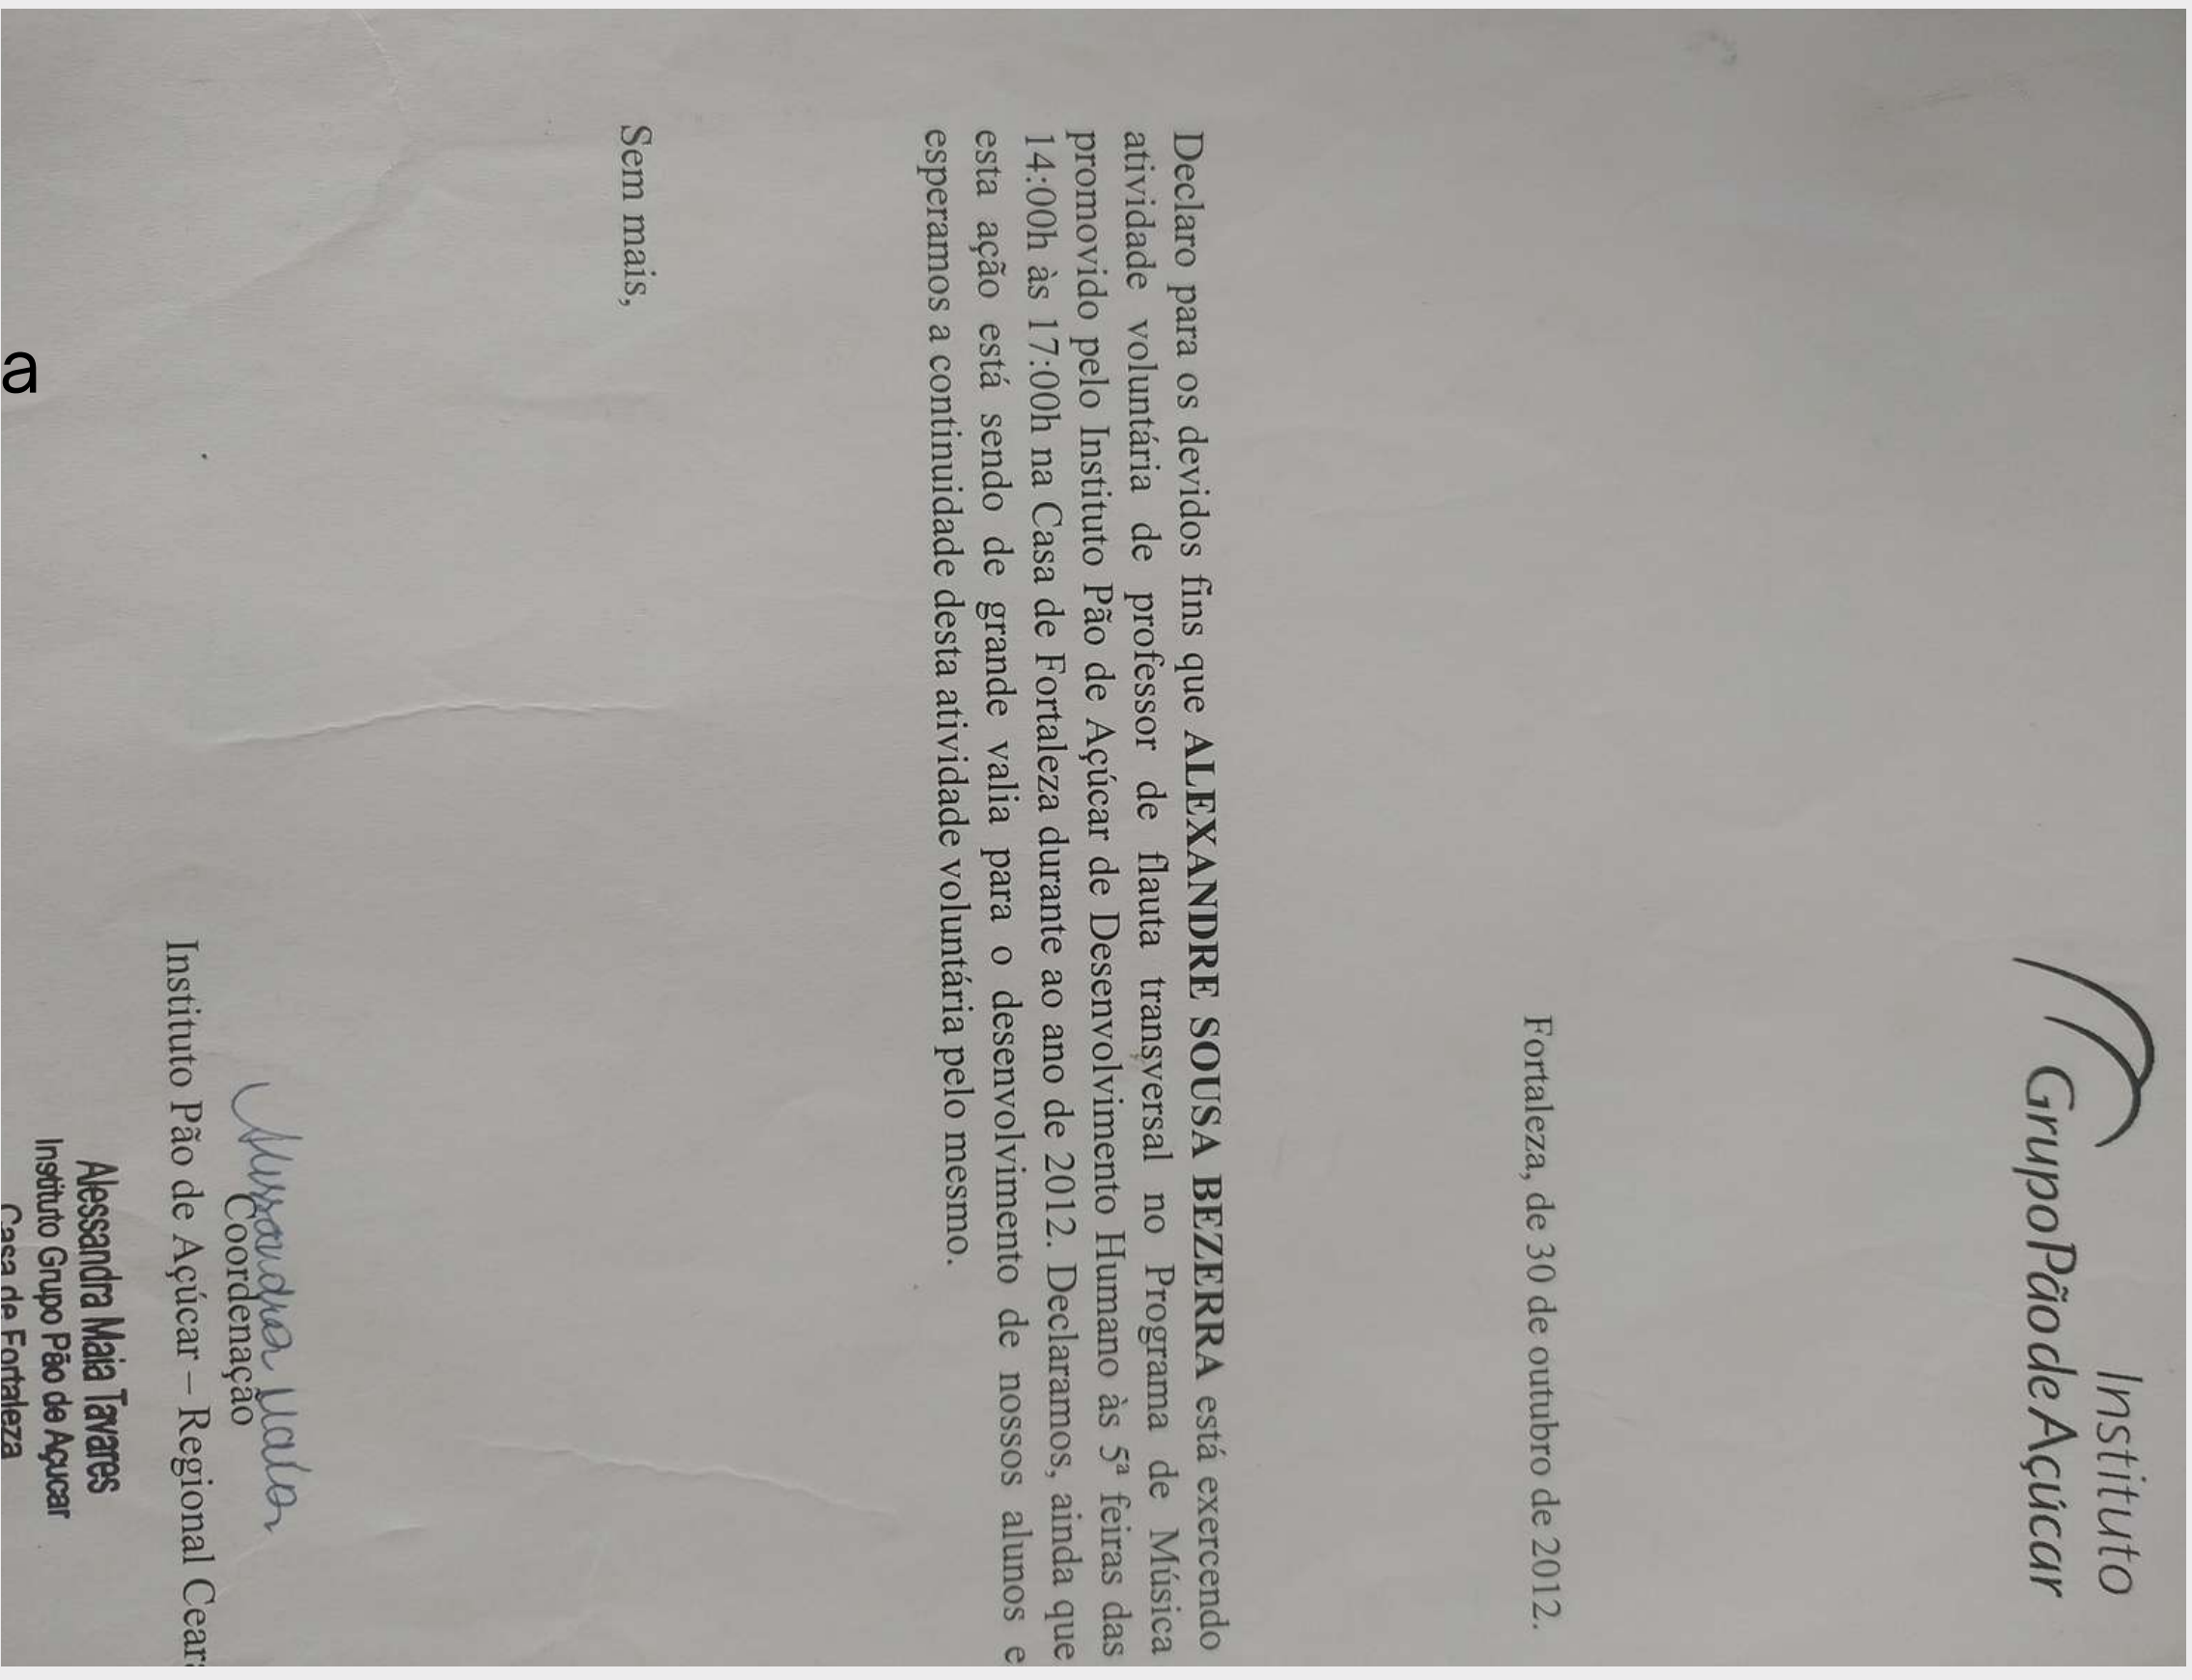 Instituto
GrupoPãodeAçúcar
Fortaleza, de 30 de outubro de 2012.
Declaro para os devidos fins que ALEXANDRE SOUSA BEZERRA está exercendo
atividade voluntária de professor de flauta transversal no Programa de Música
promovido pelo Instituto Pão de Açúcar de Desenvolvimento Humano às 5ª feiras das
14:00h às 17:00h na Casa de Fortaleza durante ao ano de 2012. Declaramos, ainda que
esta ação está sendo de grande valia para o desenvolvimento de nossos alunos e
esperamos a continuidade desta atividade voluntária pelo mesmo.
Sem mais,
Coordenação
Instituto Pão de Açúcar – Regional Cear
Alessandra Maia Tavares
Instituto Grupo Pão de Açucar
Casa de Fortaleza
a